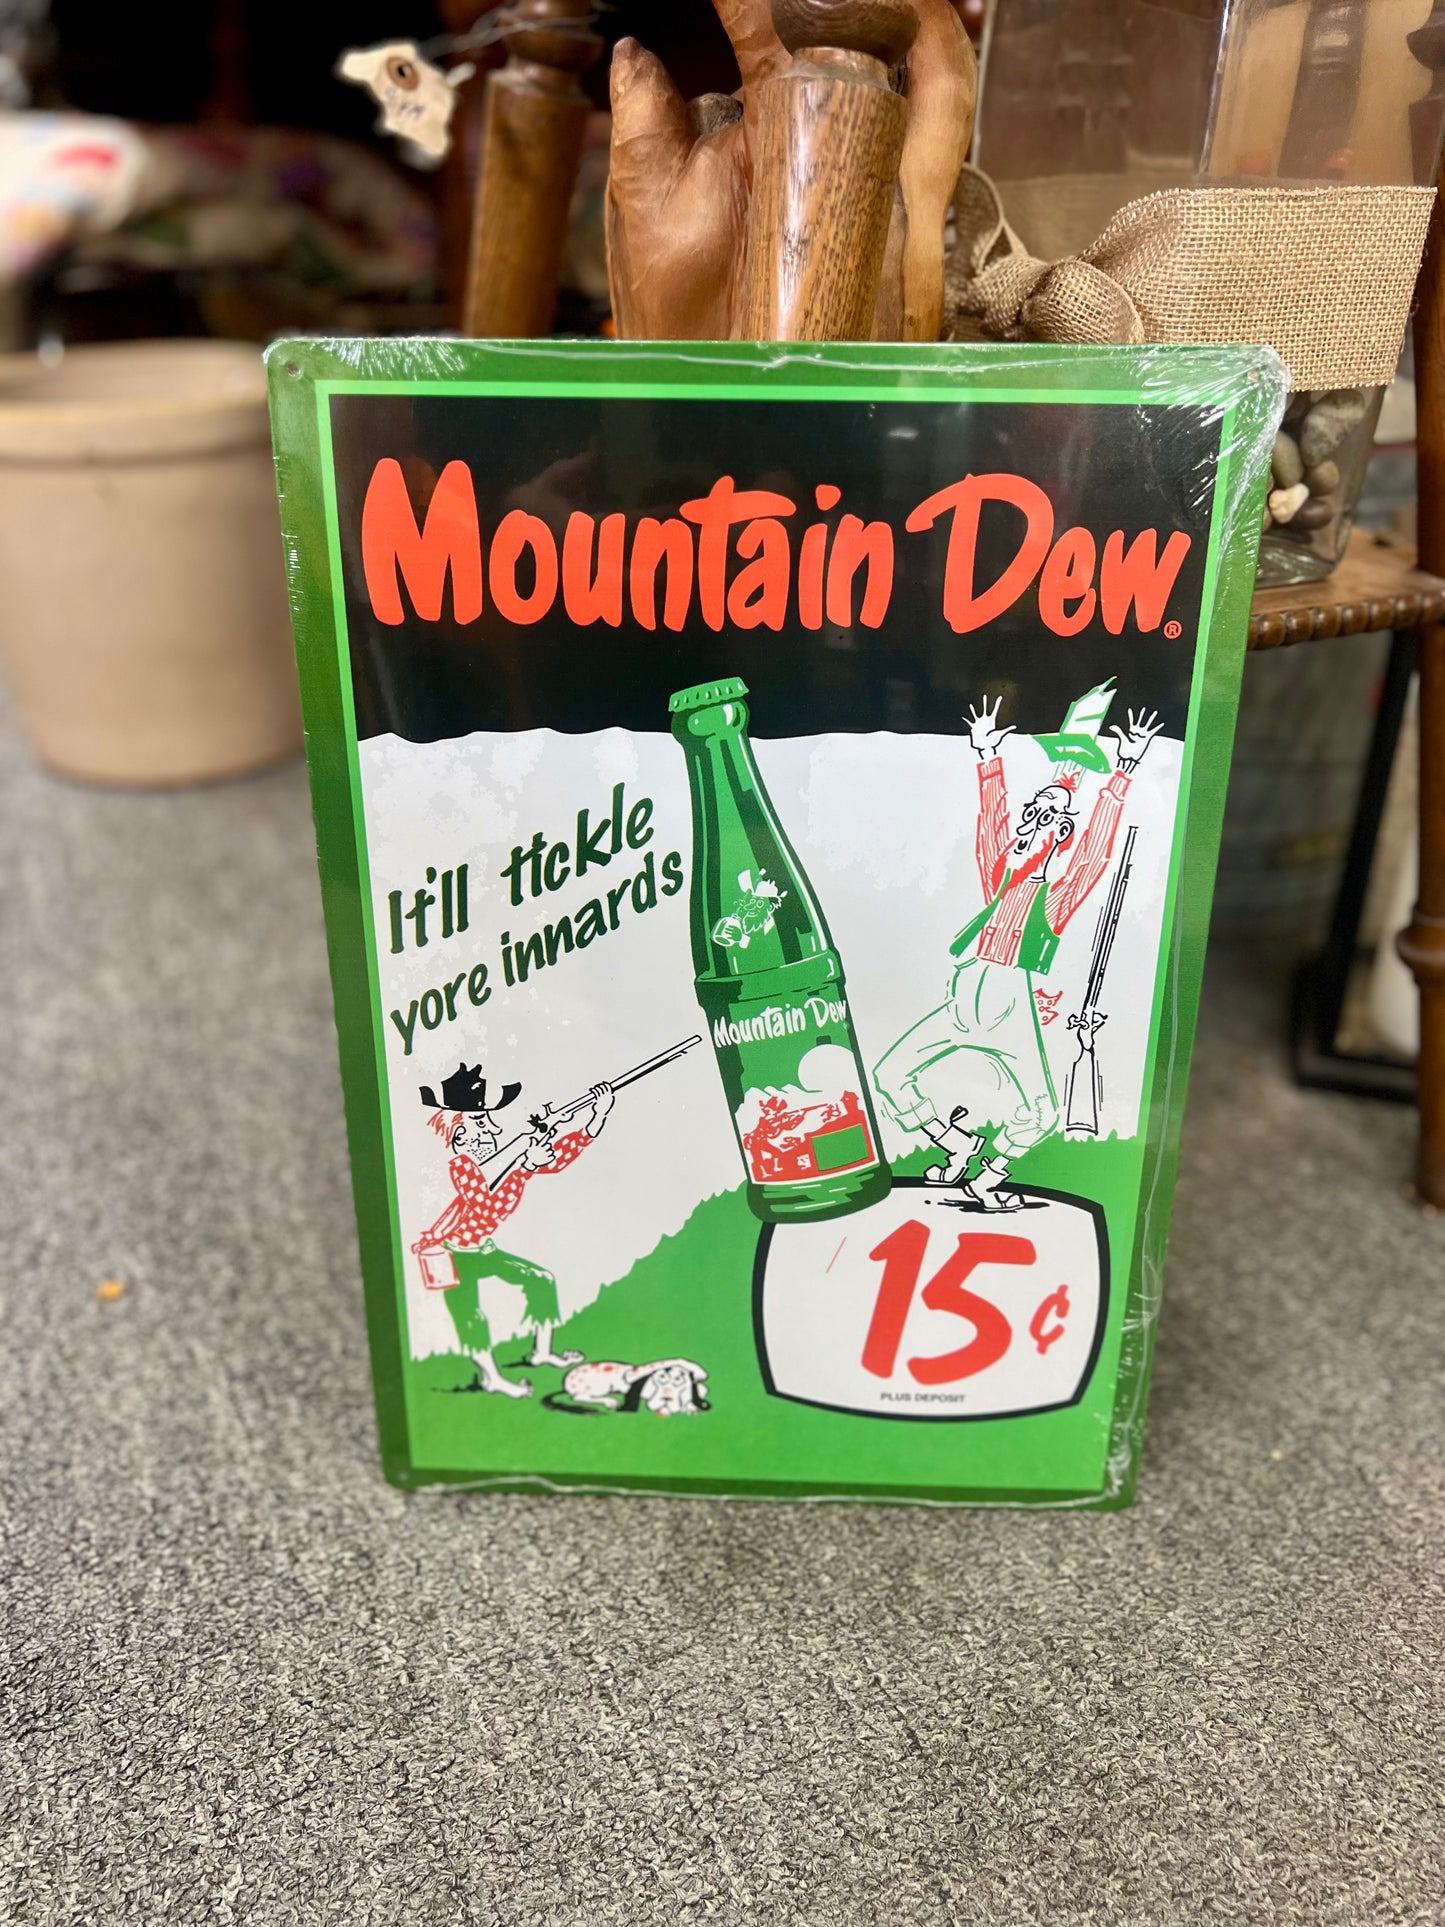 Mountain Dew®
It'll tickle
yore innards
Mountain Dew
15¢
PLUS DEPOSIT